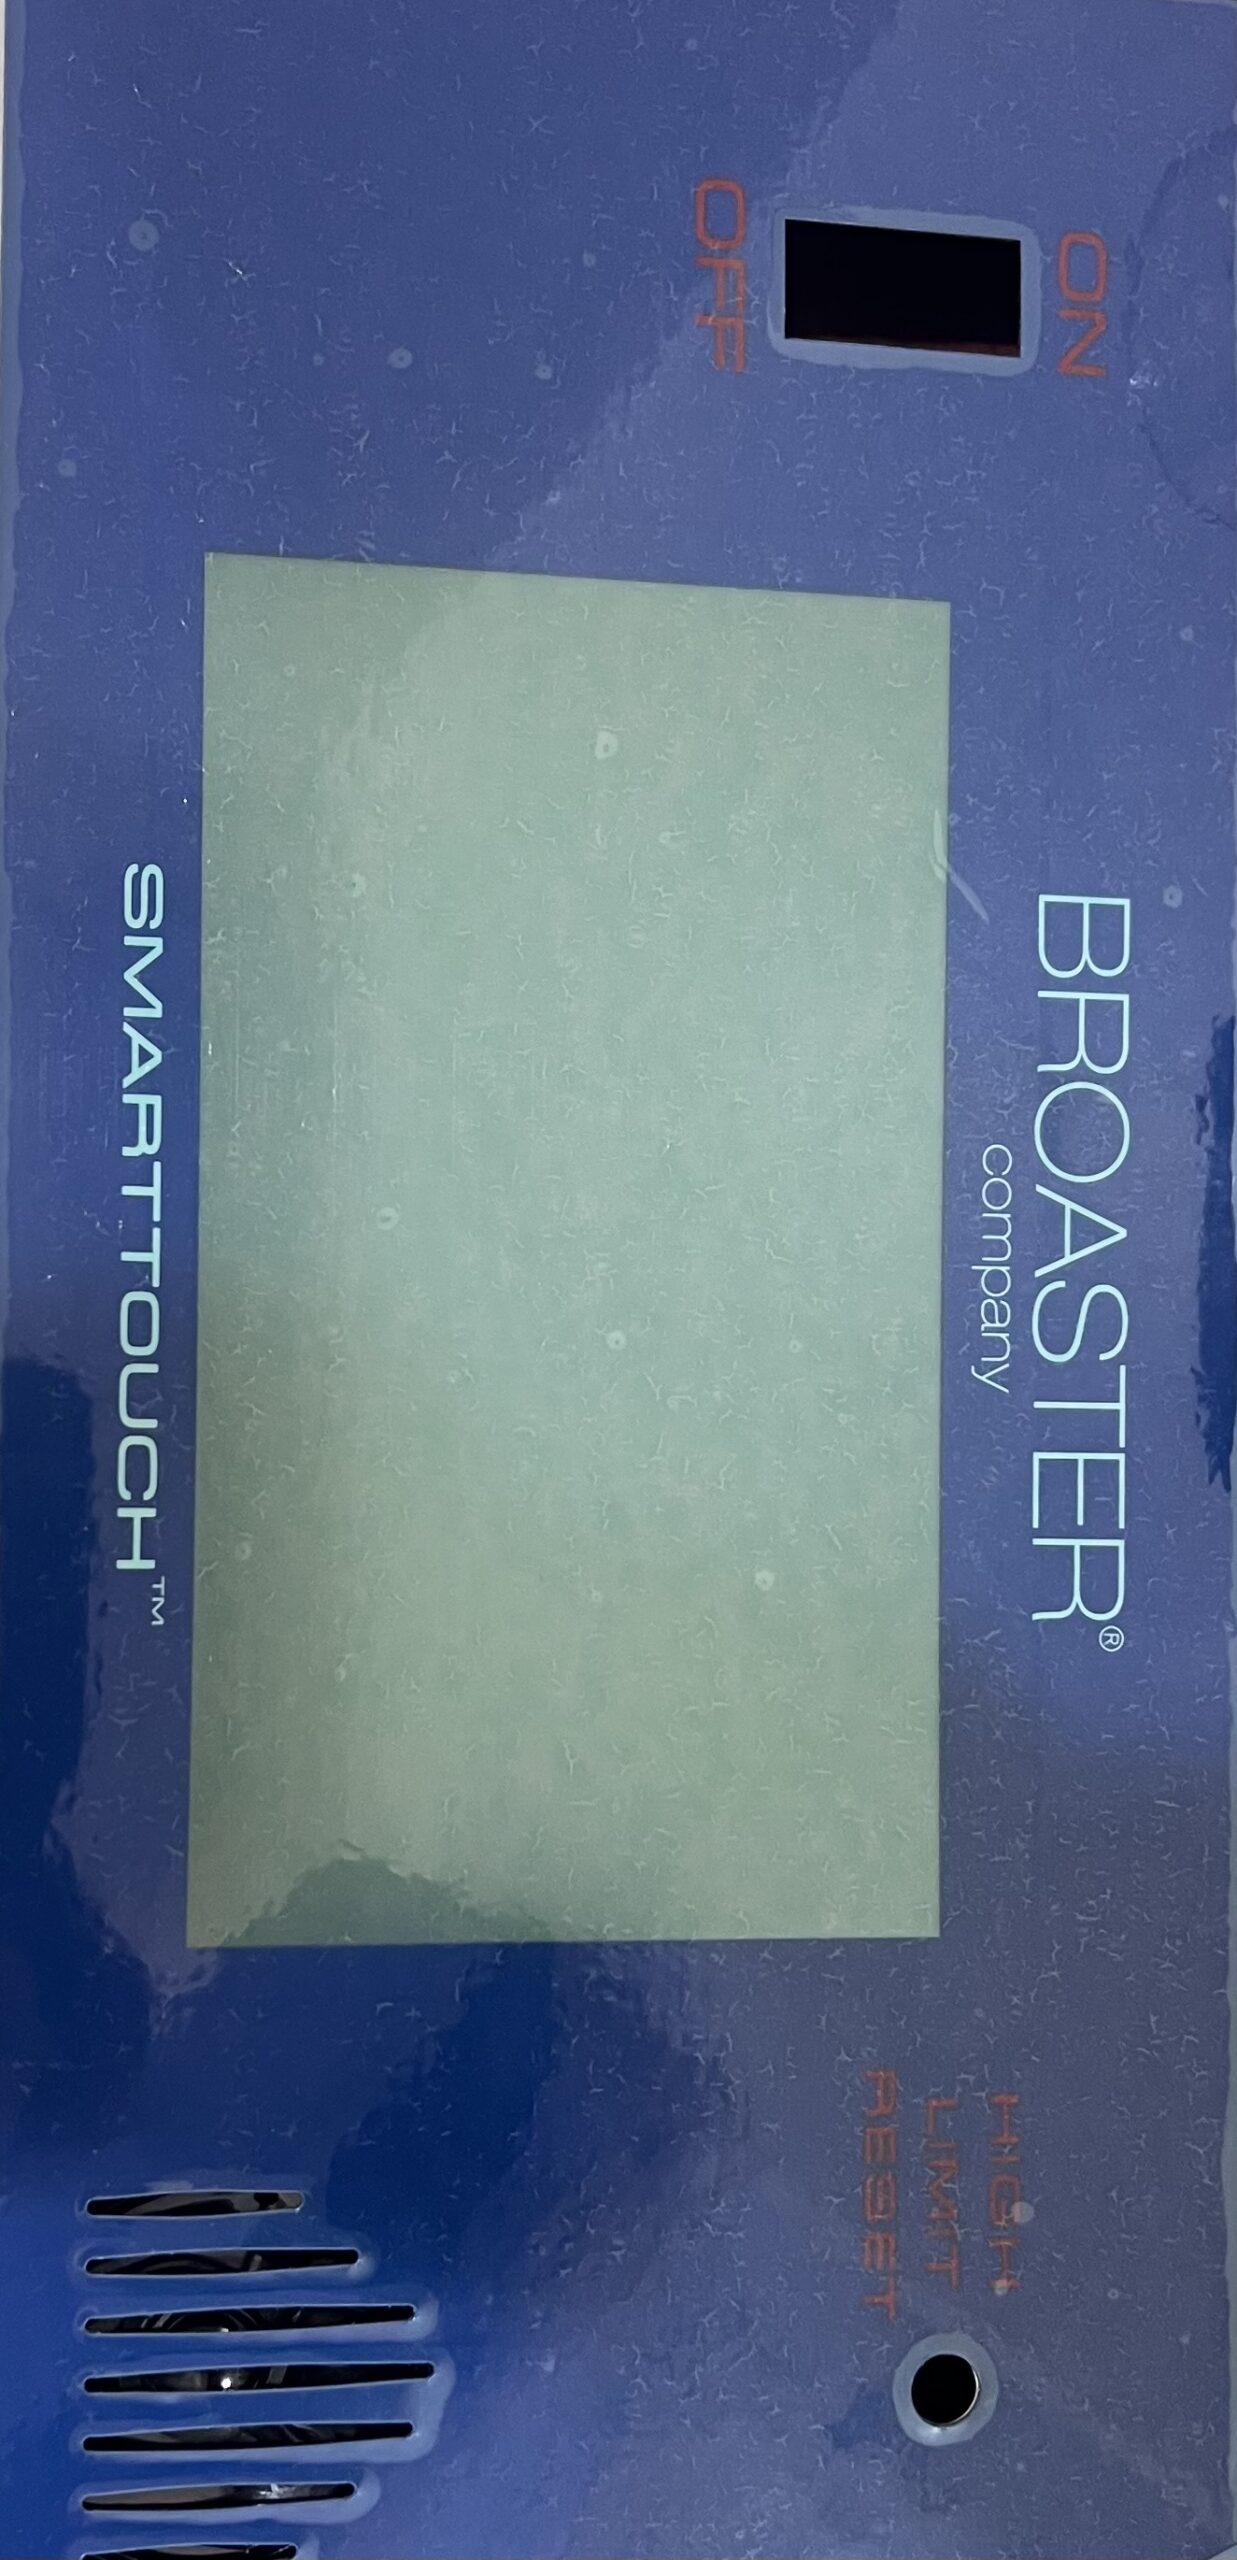 ON
OFF
BROASTER®
company
HIGH
LIMIT
RESET
SMARTTOUCH™